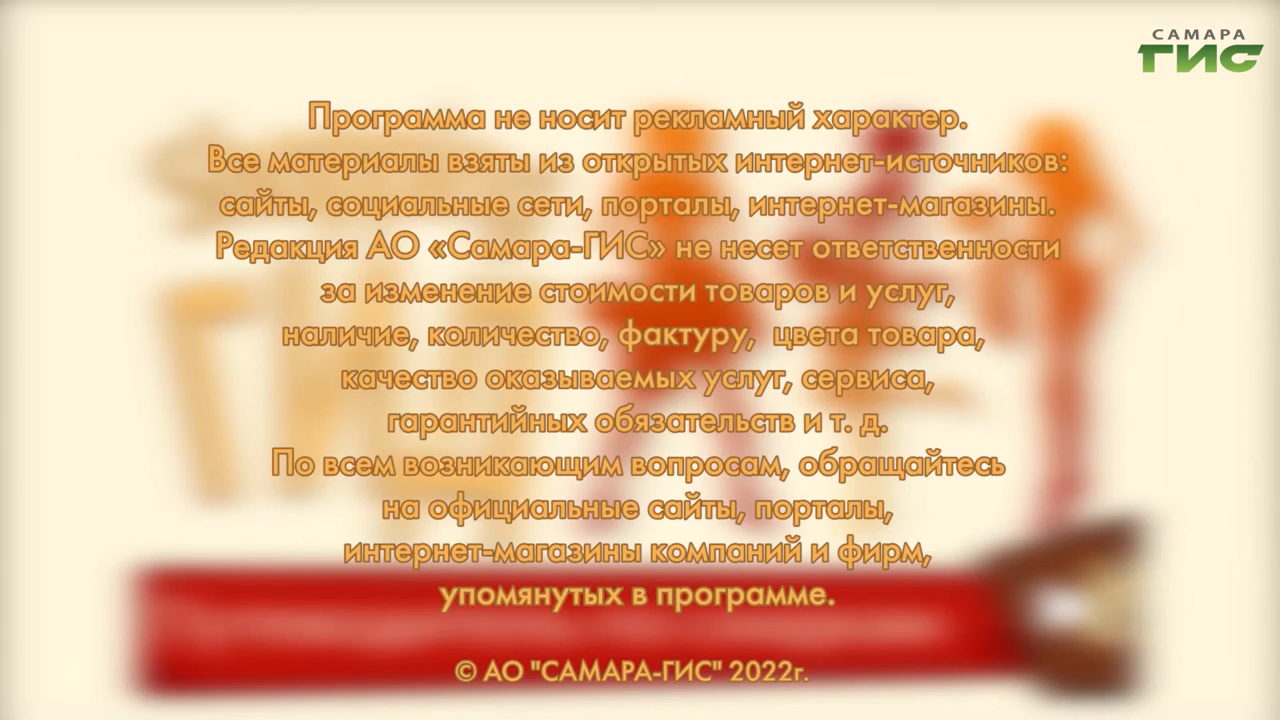 САМАРА
ГИС
Программа не носит рекламный характер.
Все материалы взяты из открытых интернет-источников:
сайты, социальные сети, порталы, интернет-магазины.
Редакция АО «Самара-ГИС» не несет ответственности
за изменение стоимости товаров и услуг,
наличие, количество, фактуру, цвета товара,
качество оказываемых услуг, сервиса,
гарантийных обязательств и т. д.
По всем возникающим вопросам, обращайтесь
на официальные сайты, порталы,
интернет-магазины компаний и фирм,
упомянутых в программе.
© АО "САМАРА-ГИС" 2022г.